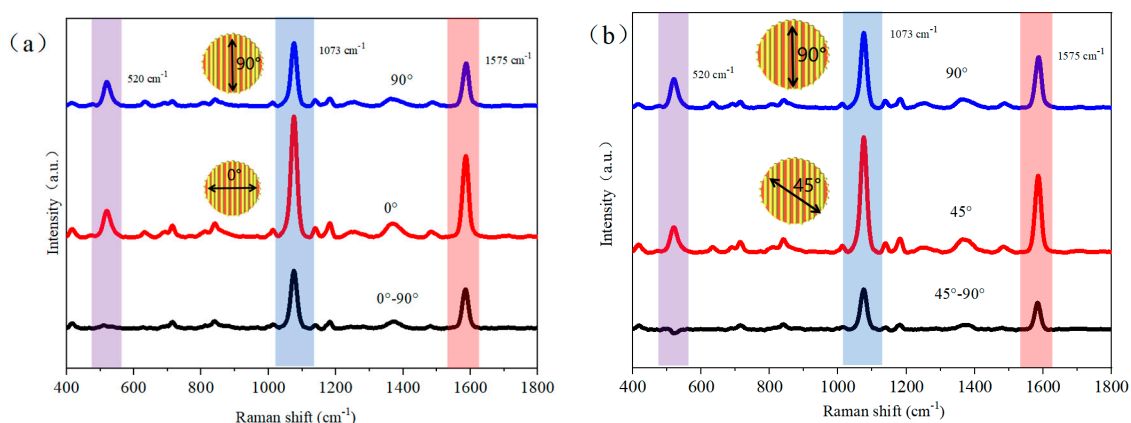 (a)
90°
520 cm⁻¹
1073 cm⁻¹
1575 cm⁻¹
90°
0°
0°
0°-90°
Intensity (a.u.)
400 600 800 1000 1200 1400 1600 1800
Raman shift (cm⁻¹)
(b)
90°
520 cm⁻¹
1073 cm⁻¹
1575 cm⁻¹
90°
45°
45°
45°-90°
Intensity (a.u.)
400 600 800 1000 1200 1400 1600 1800
Raman shift (cm⁻¹)